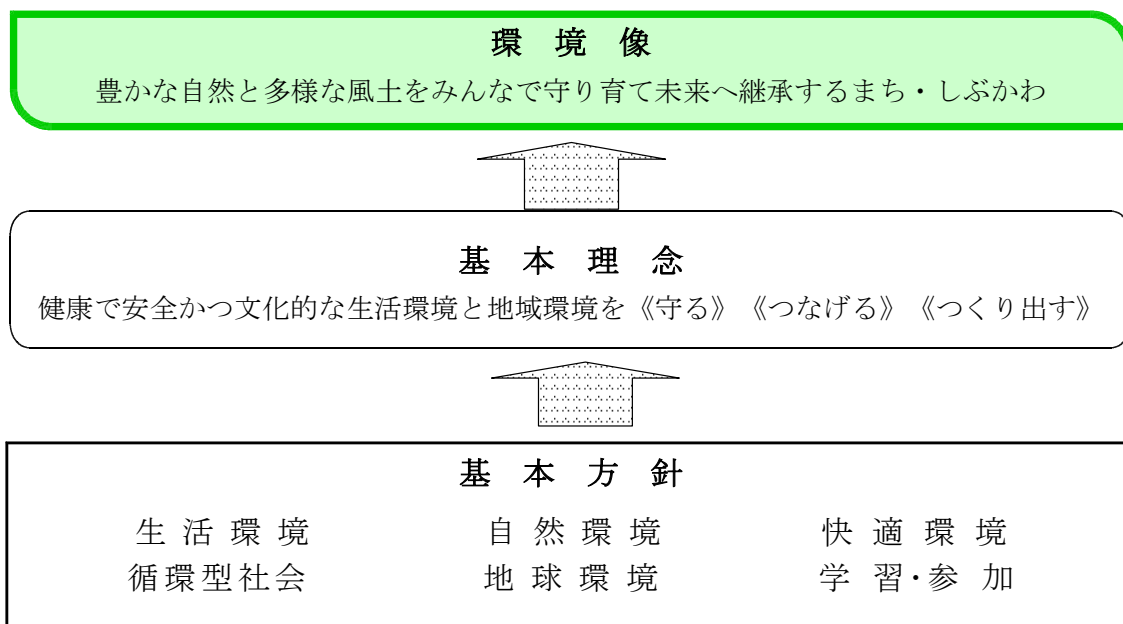 環境像
豊かな自然と多様な風土をみんなで守り育て未来へ継承するまち・しぶかわ
基本理念
健康で安全かつ文化的な生活環境と地域環境を《守る》《つなげる》《つくり出す》
基本方針
生活環境 自然環境 快適環境
循環型社会 地球環境 学習・参加